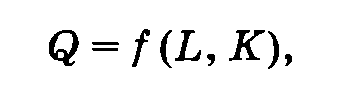 Q = f (L, K),